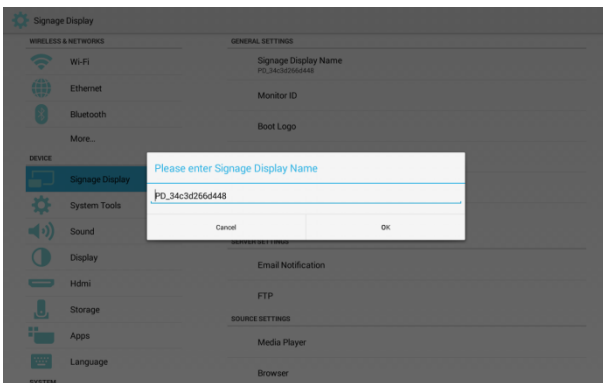 Signage Display
WIRELESS & NETWORKS
Wi-Fi
Ethernet
Bluetooth
More...
DEVICE
Signage Display
System Tools
Sound
Display
Hdmi
Storage
Apps
Language
SYSTEM
GENERAL SETTINGS
Signage Display Name
PD_34c3d266d448
Monitor ID
Boot Logo
Please enter Signage Display Name
PD_34c3d266d448
Cancel
OK
SERVER SETTINGS
Email Notification
FTP
SOURCE SETTINGS
Media Player
Browser